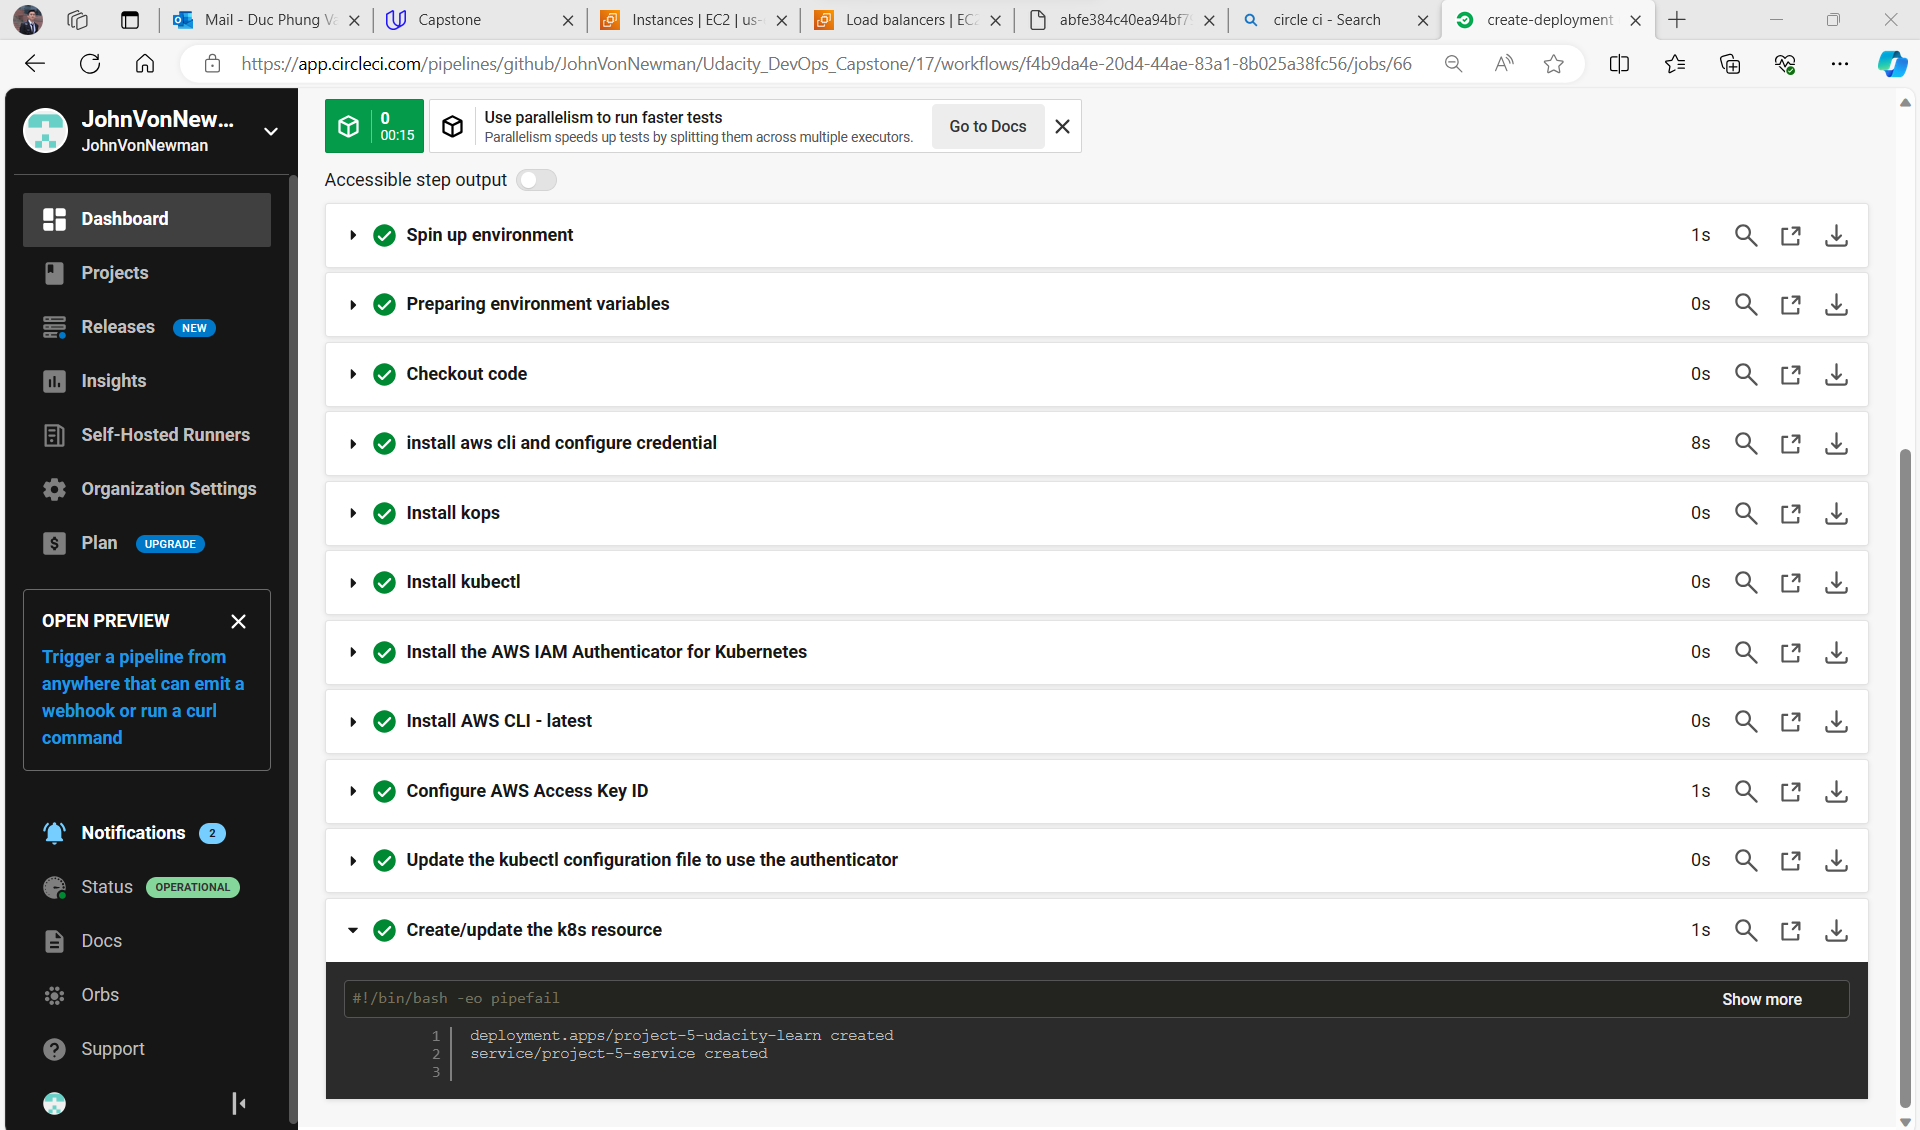 Mail - Duc Phung Va
Capstone
Instances | EC2 | us-
Load balancers | EC2
abfe384c40ea94bf7
circle ci - Search
create-deployment
https://app.circleci.com/pipelines/github/JohnVonNewman/Udacity_DevOps_Capstone/17/workflows/f4b9da4e-20d4-44ae-83a1-8b025a38fc56/jobs/66
JohnVonNew...
JohnVonNewman
Dashboard
Projects
Releases NEW
Insights
Self-Hosted Runners
Organization Settings
Plan UPGRADE
OPEN PREVIEW
Trigger a pipeline from
anywhere that can emit a
webhook or run a curl
command
Notifications 2
Status OPERATIONAL
Docs
Orbs
Support
0
00:15
Use parallelism to run faster tests
Parallelism speeds up tests by splitting them across multiple executors.
Go to Docs
Accessible step output
Spin up environment 1s
Preparing environment variables 0s
Checkout code 0s
install aws cli and configure credential 8s
Install kops 0s
Install kubectl 0s
Install the AWS IAM Authenticator for Kubernetes 0s
Install AWS CLI - latest 0s
Configure AWS Access Key ID 1s
Update the kubectl configuration file to use the authenticator 0s
Create/update the k8s resource 1s
#!/bin/bash -eo pipefail Show more
1 deployment.apps/project-5-udacity-learn created
2 service/project-5-service created
3